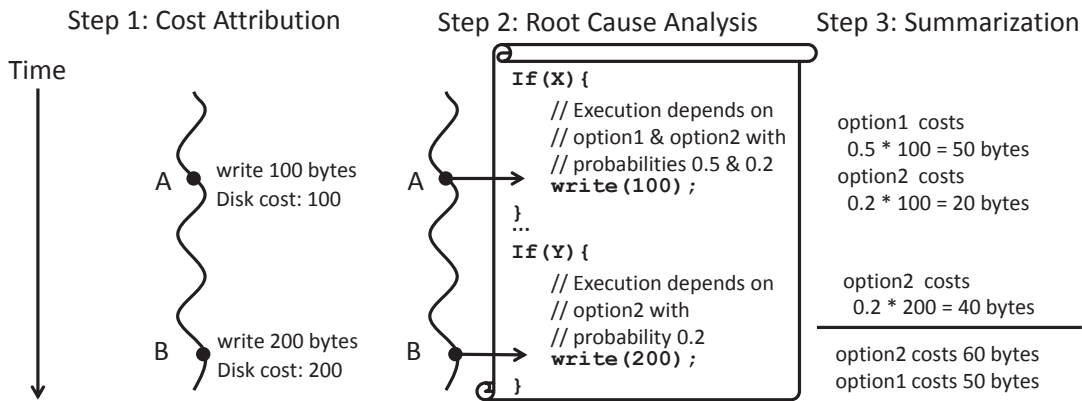 Step 1: Cost Attribution
Time
A
write 100 bytes
Disk cost: 100
B
write 200 bytes
Disk cost: 200
Step 2: Root Cause Analysis
A
B
If(X){
// Execution depends on
// option1 & option2 with
// probabilities 0.5 & 0.2
write(100);
}
...
If(Y){
// Execution depends on
// option2 with
// probability 0.2
write(200);
}
Step 3: Summarization
option1 costs
0.5 * 100 = 50 bytes
option2 costs
0.2 * 100 = 20 bytes
option2 costs
0.2 * 200 = 40 bytes
option2 costs 60 bytes
option1 costs 50 bytes